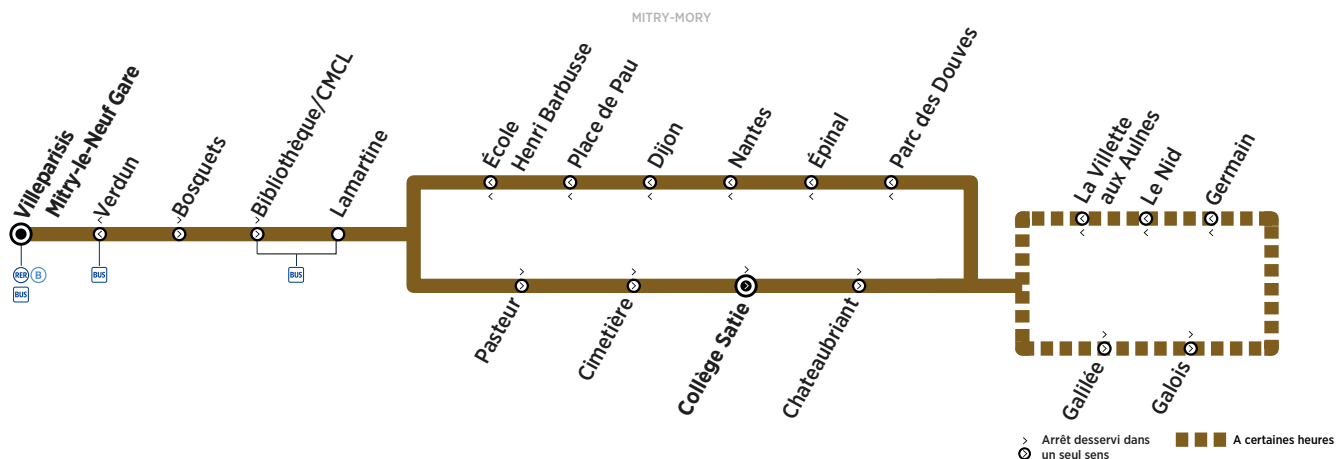 MITRY-MORY
Villeparisis
Mitry-le-Neuf Gare
Verdun
Bosquets
Bibliothèque/CMCL
Lamartine
École
Henri Barbusse
Place de Pau
Dijon
Nantes
Épinal
Parc des Douves
La Villette
aux Aulnes
Le Nid
Germain
RER B
BUS
BUS
BUS
Pasteur
Cimetière
Collège Satie
Chateaubriant
Galilée
Galois
Arrêt desservi dans
un seul sens
A certaines heures